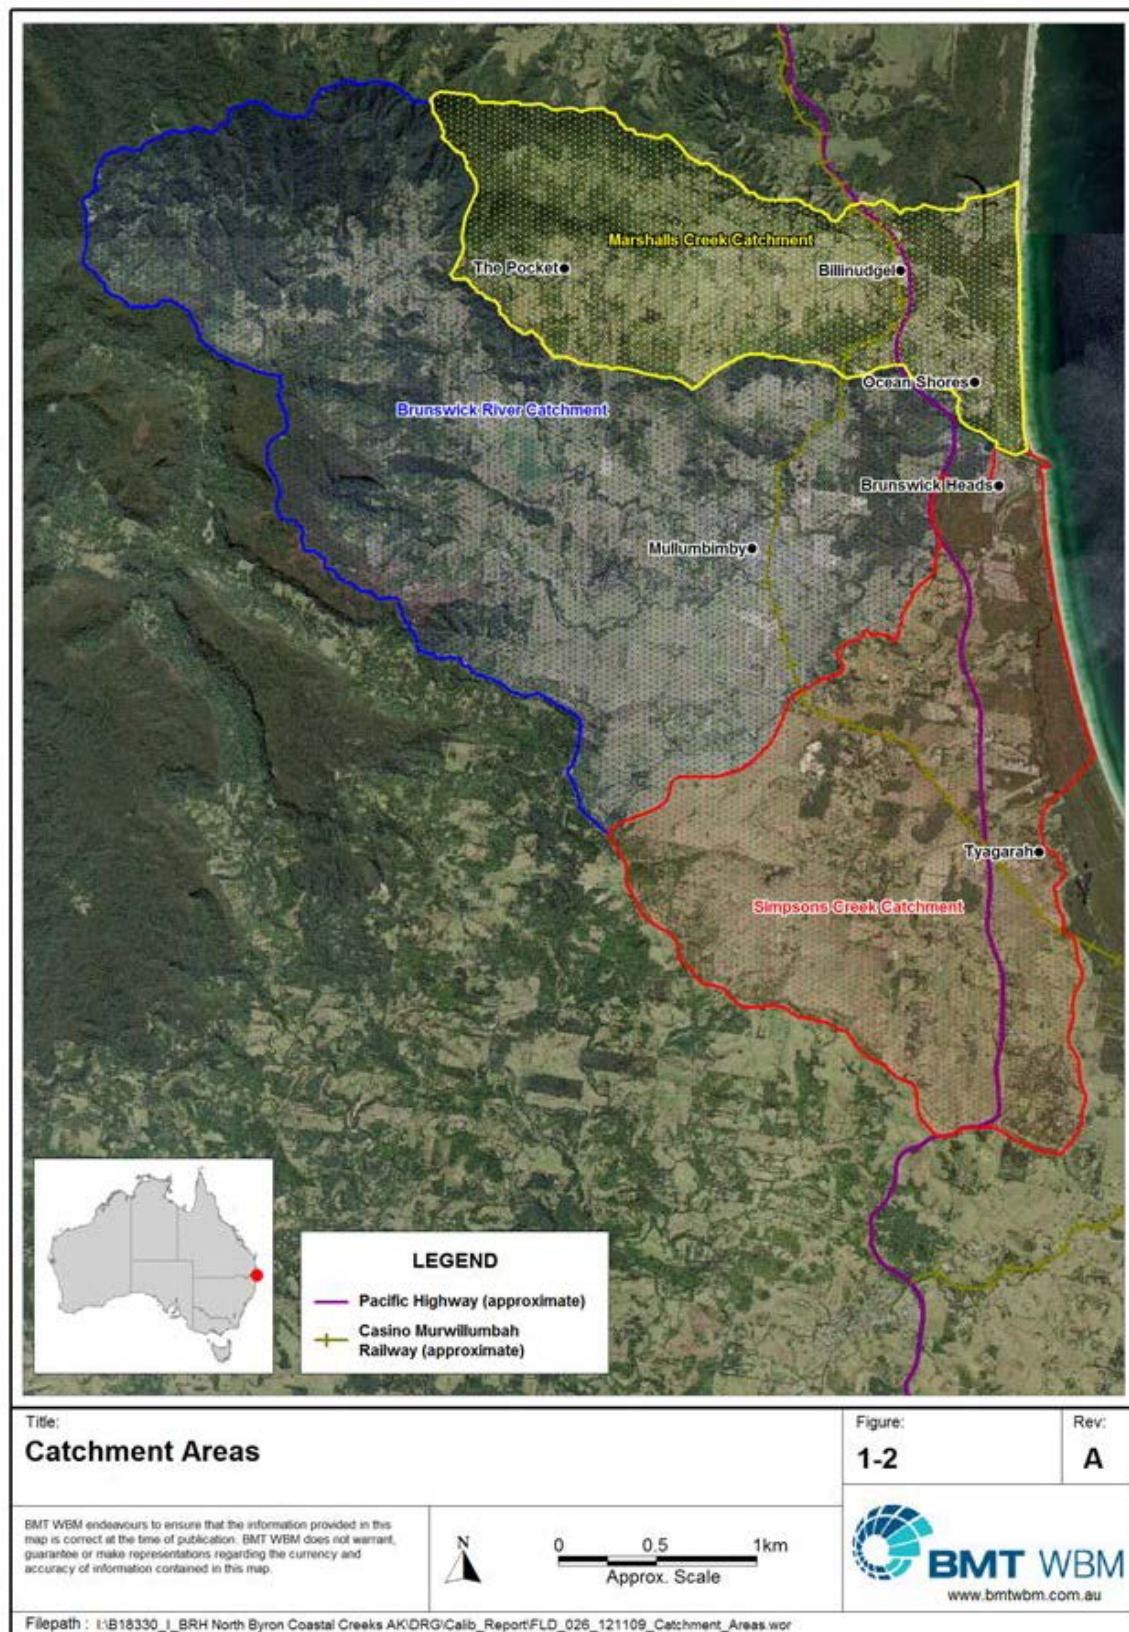 Marshalls Creek Catchment
The Pocket
Billinudgel
Ocean Shores
Brunswick River Catchment
Brunswick Heads
Mullumbimby
Tyagarah
Simpsons Creek Catchment
LEGEND
Pacific Highway (approximate)
Casino Murwillumbah
Railway (approximate)
Title:
Catchment Areas
Figure:
1-2
Rev:
A
BMT WBM endeavours to ensure that the information provided in this
map is correct at the time of publication. BMT WBM does not warrant,
guarantee or make representations regarding the currency and
accuracy of information contained in this map.
N
0 0.5 1km
Approx. Scale
BMT WBM
www.bmtwbm.com.au
Filepath : I:\B18330_I_BRH North Byron Coastal Creeks AK\DRG\Calib_Report\FLD_026_121109_Catchment_Areas.wor